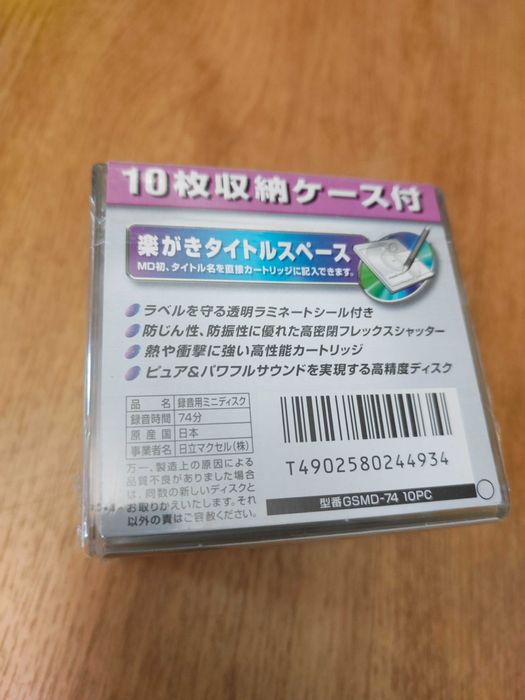 10枚収納ケース付
楽がきタイトルスペース
MD初、タイトル名を直接カートリッジに記入できます。
ラベルを守る透明ラミネートシール付き
防じん性、防振性に優れた高密閉フレックスシャッター
熱や衝撃に強い高性能カートリッジ
ピュア&パワフルサウンドを実現する高精度ディスク
品 名 録音用ミニディスク
録音時間 74分
原産国 日本
事業者名 日立マクセル(株)
万一、製造上の原因による
品質不良がありました場合
は、同数の新しいディスクと
お取りかえいたします。それ
以外の責はご容赦ください。
T4902580244934
型番GSMD-74 10PC